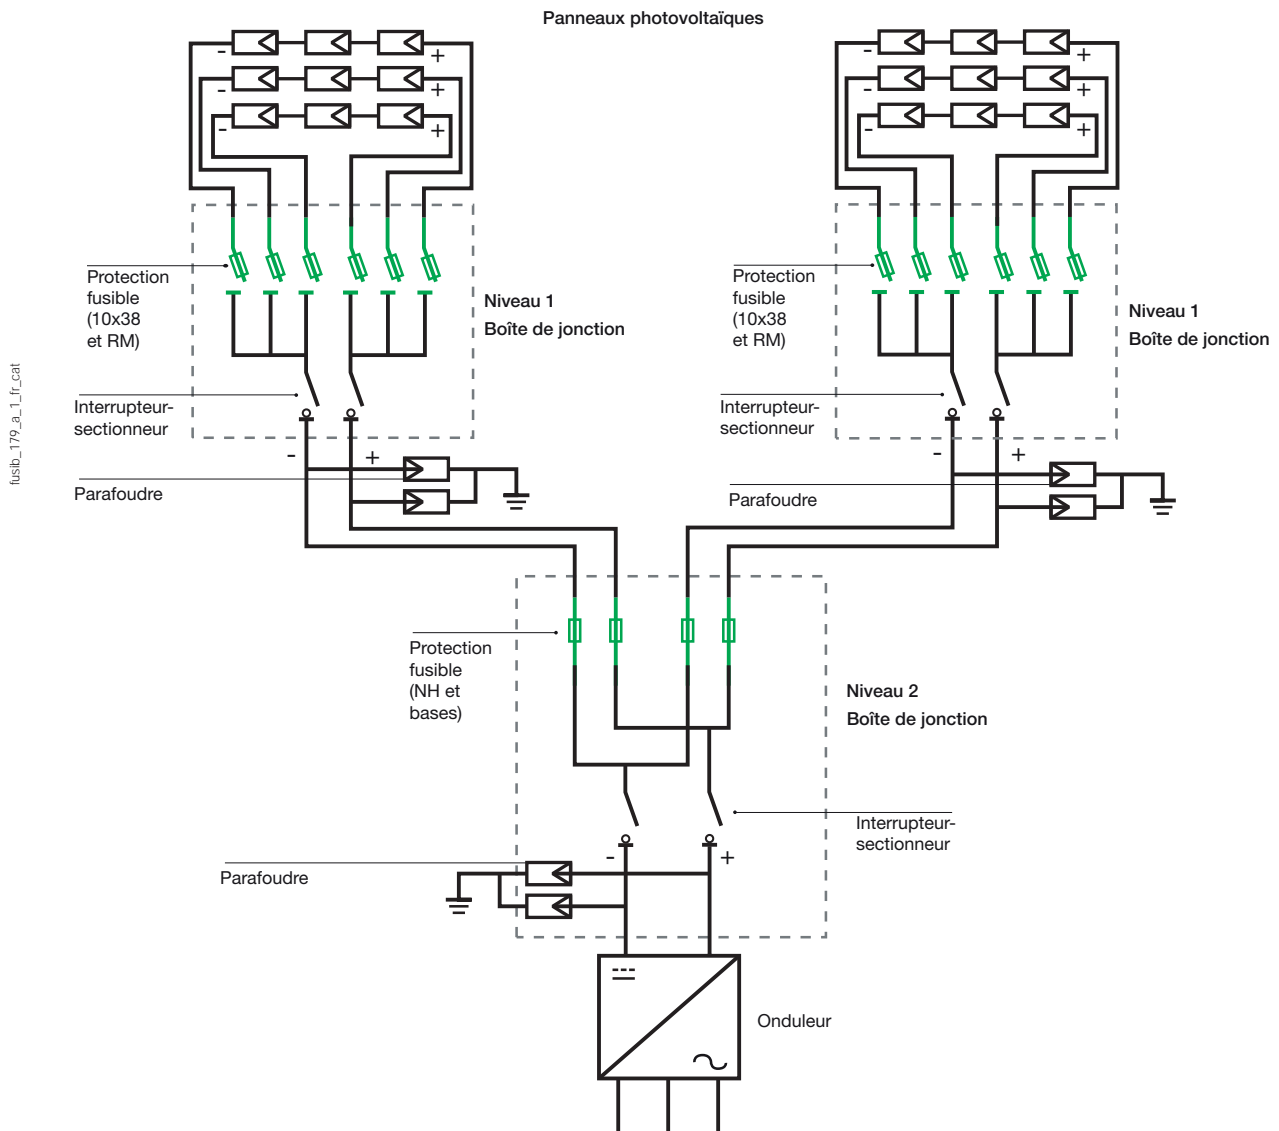 Panneaux photovoltaïques
- +
- +
- +
- +
- +
- +
Protection
fusible
(10x38
et RM)
Niveau 1
Boîte de jonction
Interrupteur-
sectionneur
- +
Parafoudre
Protection
fusible
(10x38
et RM)
Niveau 1
Boîte de jonction
Interrupteur-
sectionneur
- +
Parafoudre
fusib_179_a_1_fr_cat
Protection
fusible
(NH et
bases)
Niveau 2
Boîte de jonction
Interrupteur-
sectionneur
- +
Parafoudre
Onduleur